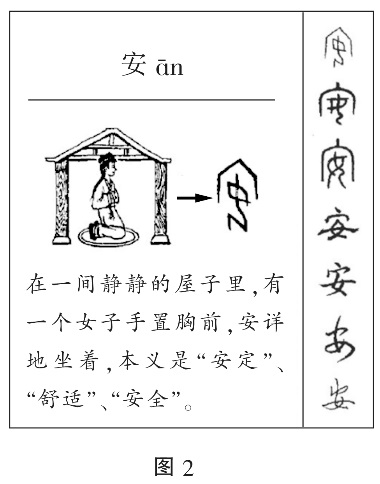 安 ān
在一间静静的屋子里,有
一个女子手置胸前,安详
地坐着,本义是“安定”、
“舒适”、“安全”。
安
安
安
安
安
安
安
图 2